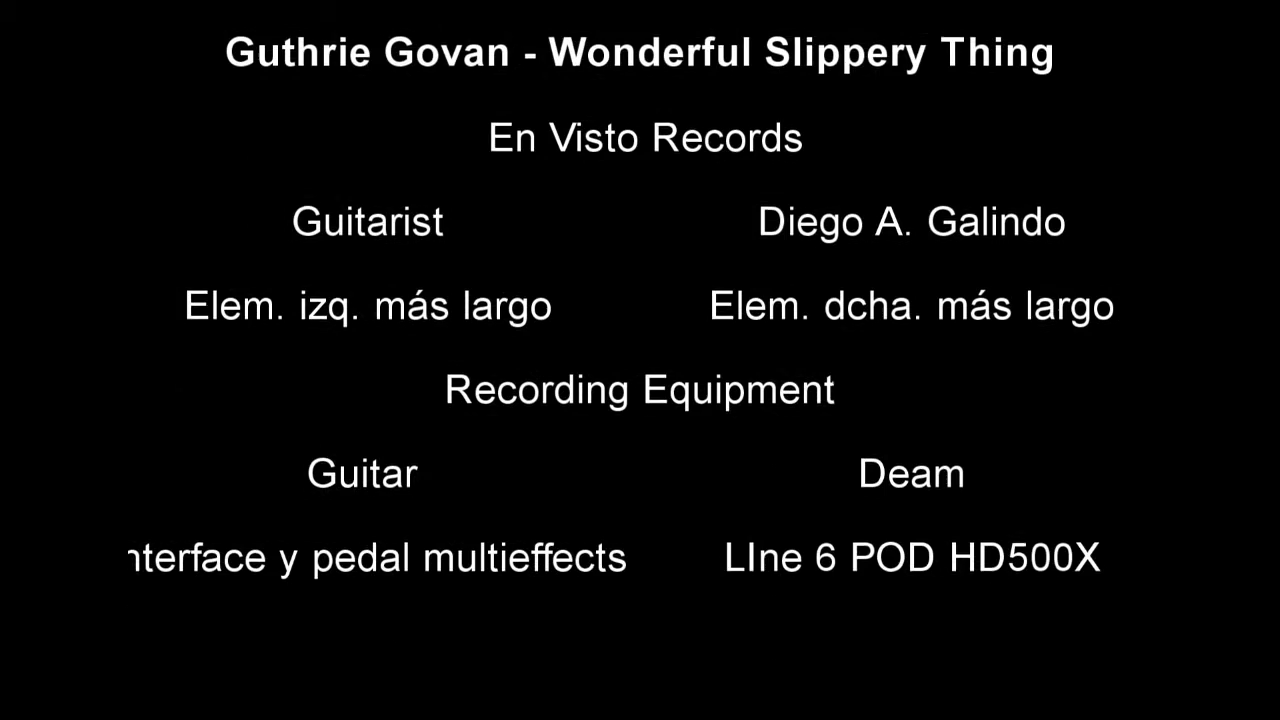 Guthrie Govan - Wonderful Slippery Thing
En Visto Records
Guitarist Diego A. Galindo
Elem. izq. más largo Elem. dcha. más largo
Recording Equipment
Guitar Deam
nterface y pedal multieffects LIne 6 POD HD500X